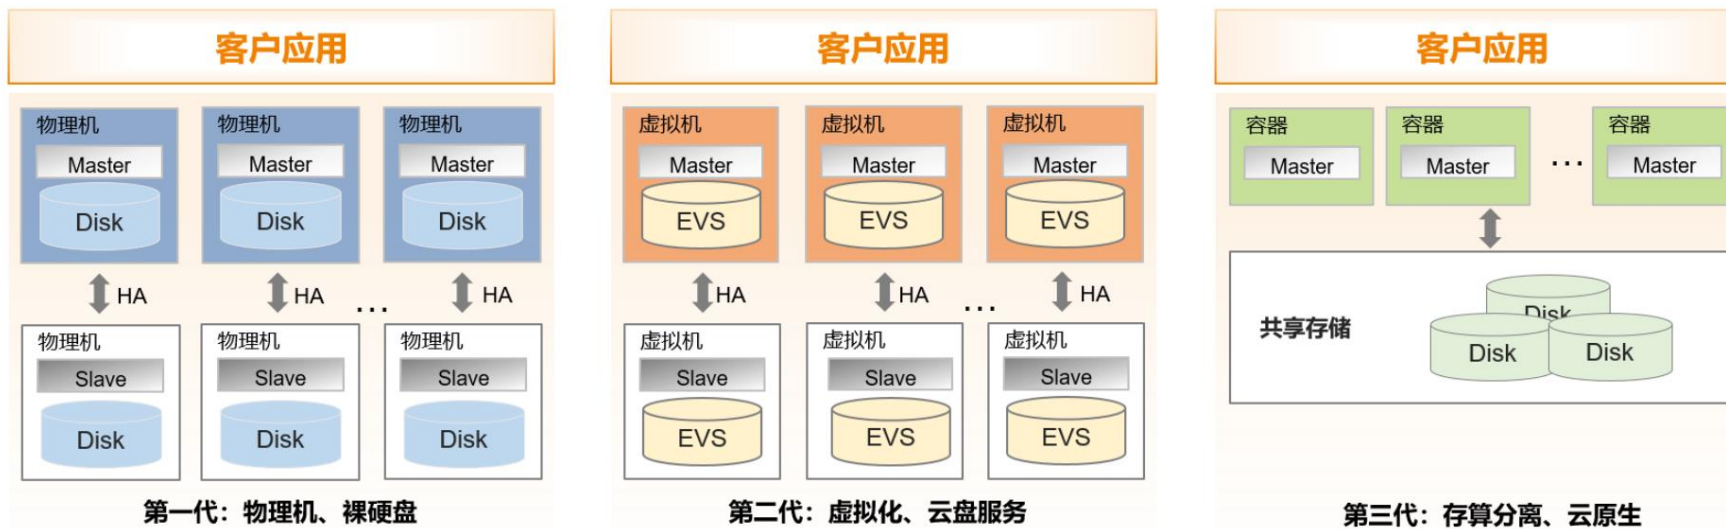 客户应用
物理机
Master
Disk
物理机
Master
Disk
物理机
Master
Disk
HA
HA
...
HA
物理机
Slave
Disk
物理机
Slave
Disk
物理机
Slave
Disk
第一代：物理机、裸硬盘
客户应用
虚拟机
Master
EVS
虚拟机
Master
EVS
虚拟机
Master
EVS
HA
HA
...
HA
虚拟机
Slave
EVS
虚拟机
Slave
EVS
虚拟机
Slave
EVS
第二代：虚拟化、云盘服务
客户应用
容器
Master
容器
Master
...
容器
Master
共享存储
Disk
Disk
Disk
第三代：存算分离、云原生